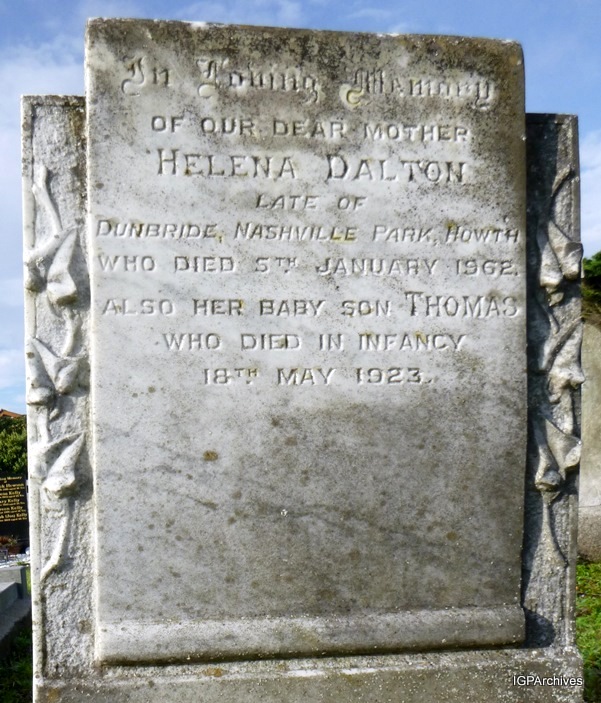 In Loving Memory
OF OUR DEAR MOTHER
HELENA DALTON
LATE OF
DUNBRIDE, NASHVILLE PARK, HOWTH
WHO DIED 5TH JANUARY 1962.
ALSO HER BABY SON THOMAS
WHO DIED IN INFANCY
18TH MAY 1923.
IGPArchives